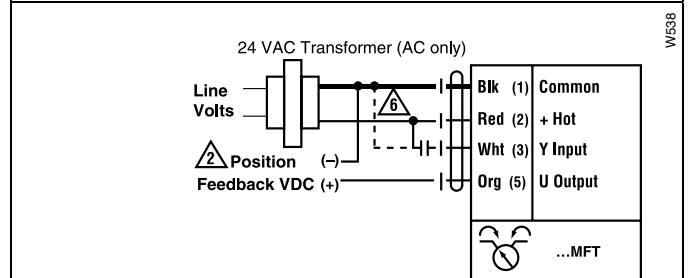 W538
24 VAC Transformer (AC only)
Line
Volts
6
Blk (1) Common
Red (2) + Hot
Wht (3) Y Input
2 Position (–)
Feedback VDC (+)
Org (5) U Output
...MFT